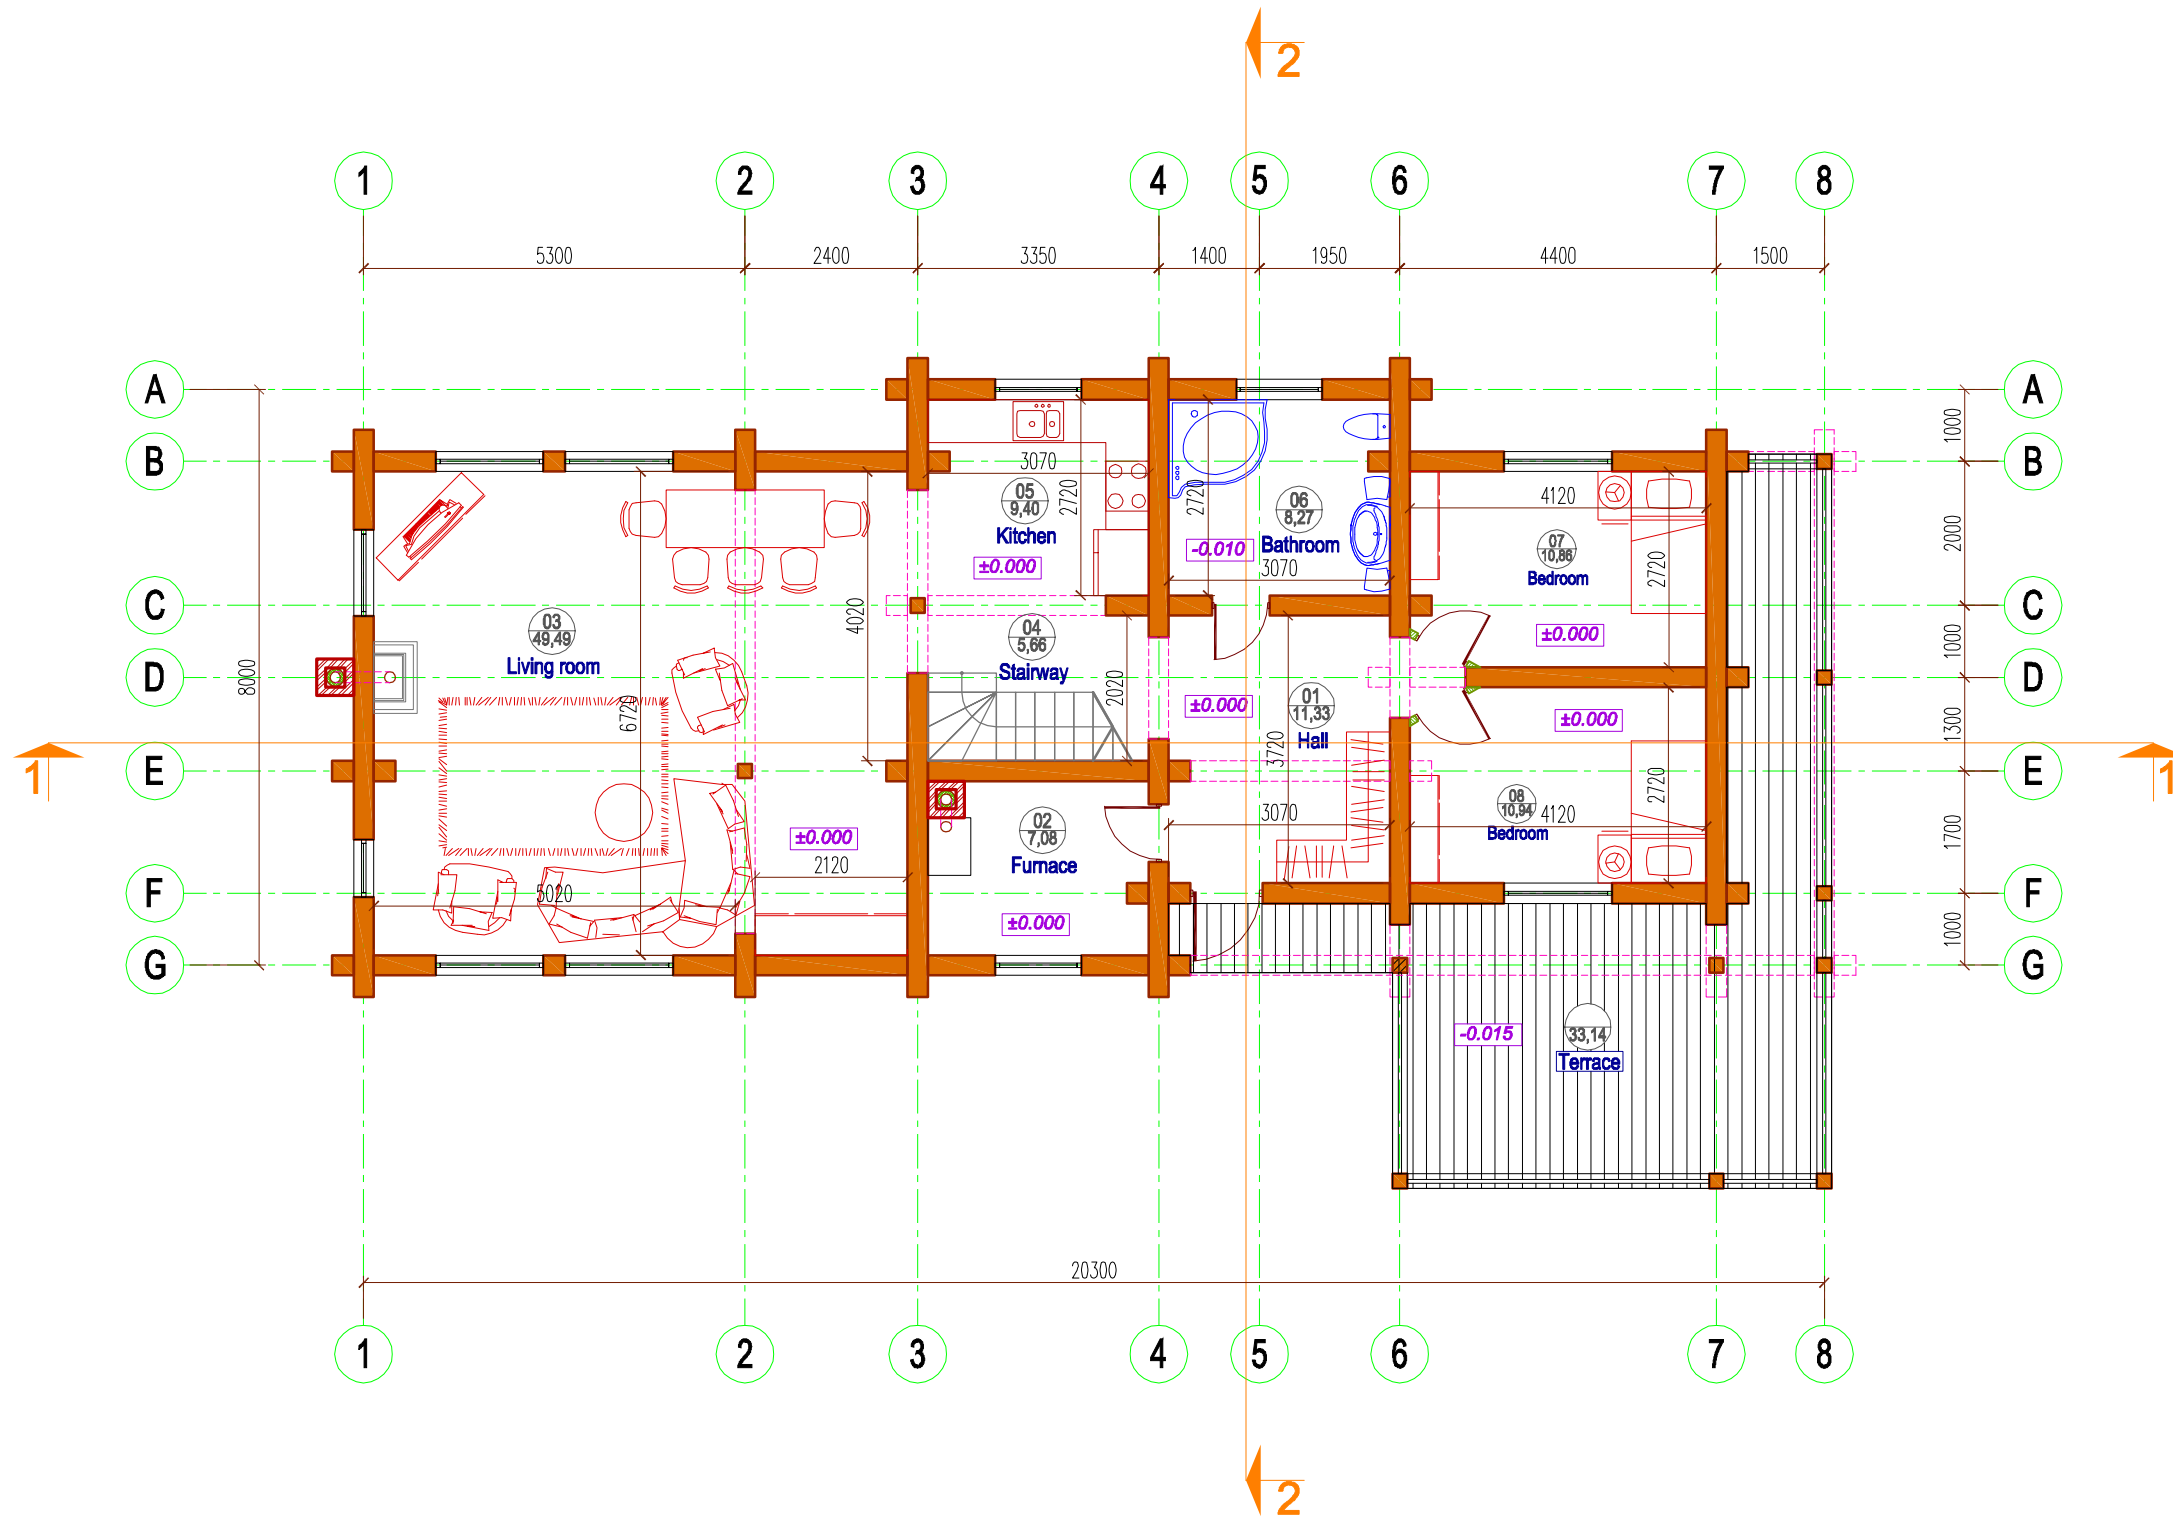 2
1 2 3 4 5 6 7 8
5300 2400 3350 1400 1950 4400 1500
A A
1000
B B
3070
05
9,40
Kitchen
2720
±0.000
2720
06
8,27
-0.010
Bathroom
3070
4120
07
10,86
Bedroom
2720
2000
C C
4020
03
49,49
Living room
04
5,66
Stairway
±0.000
1000
8000
D D
2020
±0.000
01
11,33
Hall
±0.000
6720
3720
1300
1 1
E E
2720
±0.000
2120
02
7,08
Furnace
3070
08
10,94
Bedroom
4120
1700
F F
5020
±0.000
1000
G G
-0.015
33,14
Terrace
20300
1 2 3 4 5 6 7 8
2